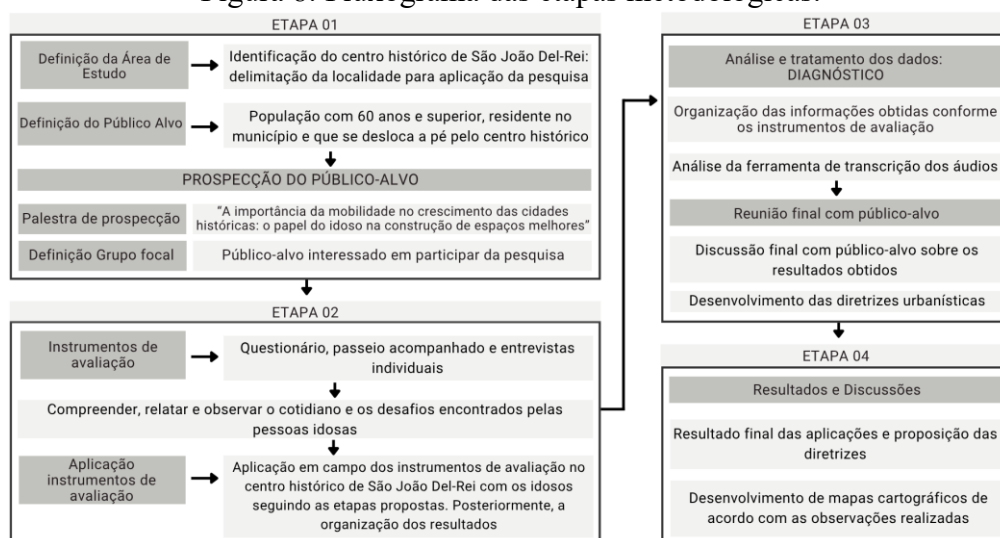 Figura 6: Fluxograma das etapas metodológicas.
ETAPA 01
Definição da Área de
Estudo
Identificação do centro histórico de São João Del-Rei:
delimitação da localidade para aplicação da pesquisa
Definição do Público Alvo
População com 60 anos e superior, residente no
município e que se desloca a pé pelo centro histórico
PROSPECÇÃO DO PÚBLICO-ALVO
Palestra de prospecção
“A importância da mobilidade no crescimento das cidades
históricas: o papel do idoso na construção de espaços melhores”
Definição Grupo focal
Público-alvo interessado em participar da pesquisa
ETAPA 02
Instrumentos de
avaliação
Questionário, passeio acompanhado e entrevistas
individuais
Compreender, relatar e observar o cotidiano e os desafios encontrados pelas
pessoas idosas
Aplicação
instrumentos de
avaliação
Aplicação em campo dos instrumentos de avaliação no
centro histórico de São João Del-Rei com os idosos
seguindo as etapas propostas. Posteriormente, a
organização dos resultados
ETAPA 03
Análise e tratamento dos dados:
DIAGNÓSTICO
Organização das informações obtidas conforme
os instrumentos de avaliação
Análise da ferramenta de transcrição dos áudios
Reunião final com público-alvo
Discussão final com público-alvo sobre os
resultados obtidos
Desenvolvimento das diretrizes urbanísticas
ETAPA 04
Resultados e Discussões
Resultado final das aplicações e proposição das
diretrizes
Desenvolvimento de mapas cartográficos de
acordo com as observações realizadas